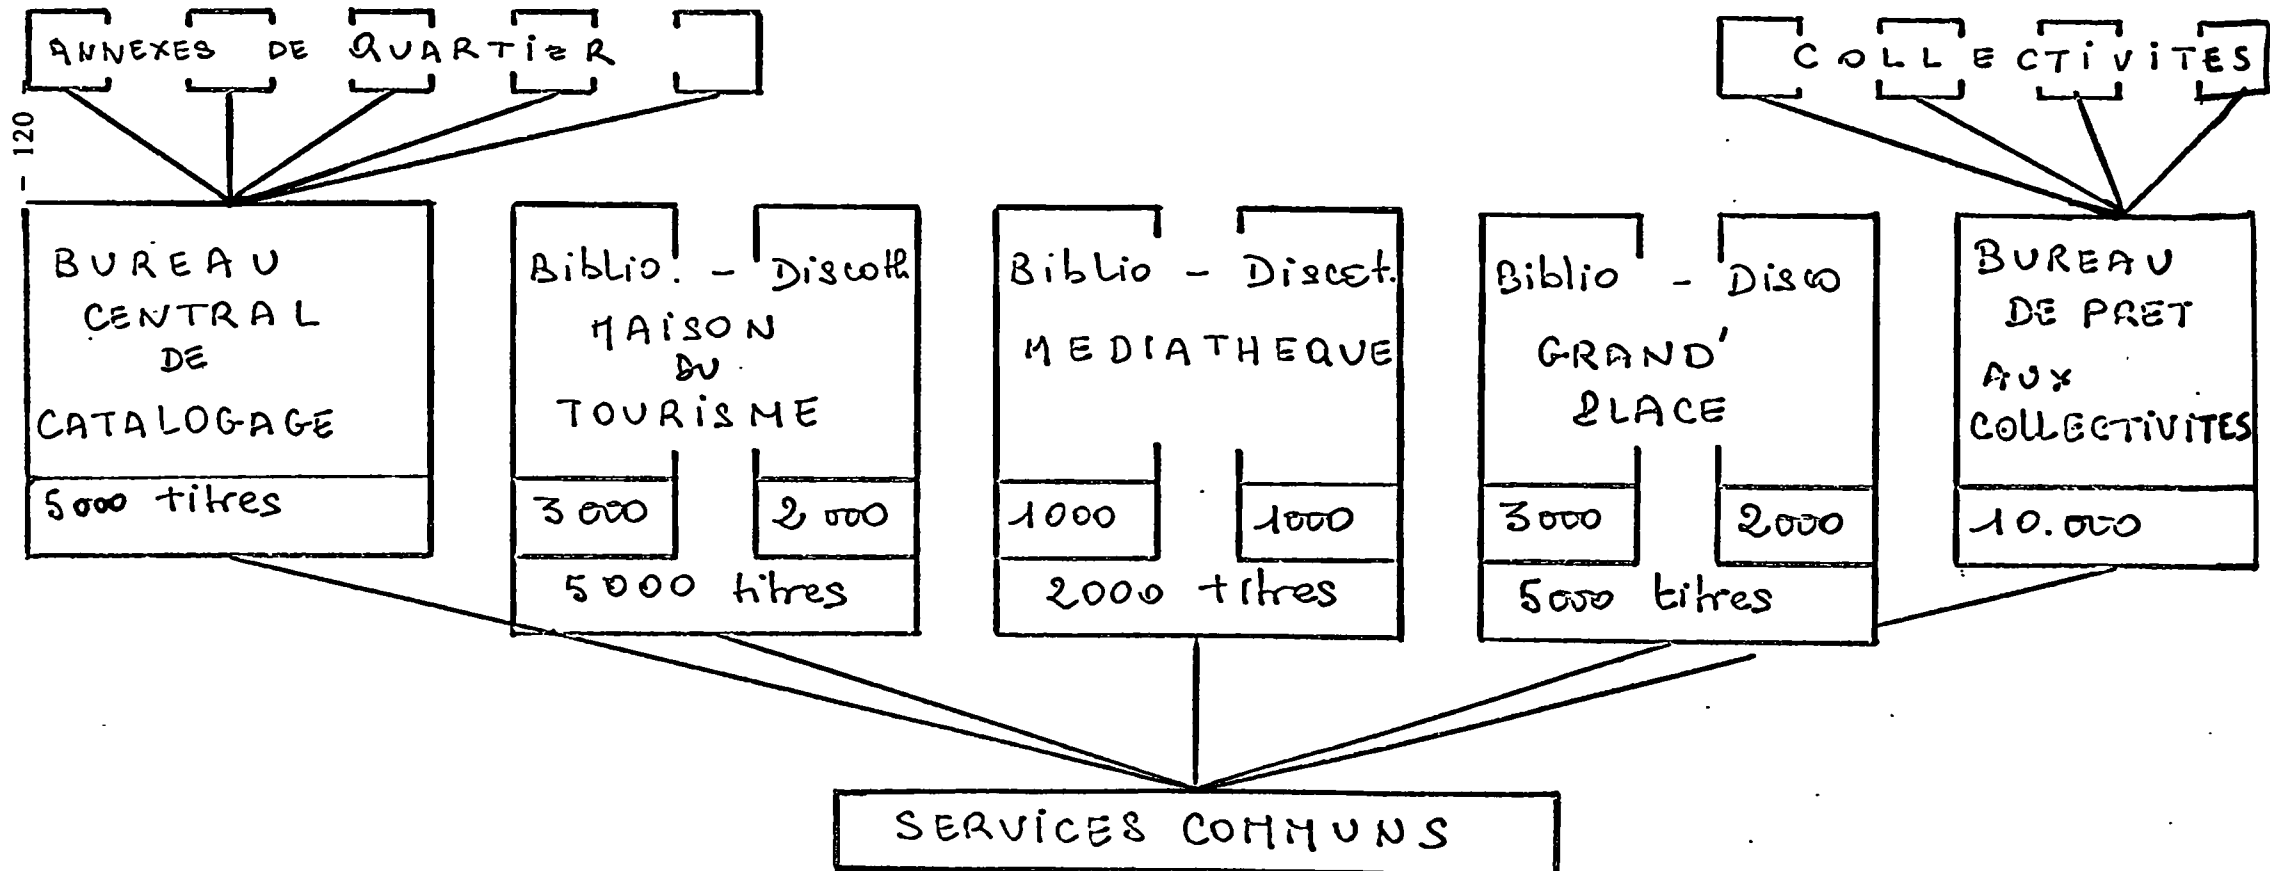 ANNEXES DE QUARTIER
COLLECTIVITES
- 120
BUREAU
CENTRAL
DE
CATALOGAGE
5000 titres
Biblio. - Discoth
MAISON
DU
TOURISME
3000 2000
5000 titres
Biblio - Discot.
MEDIATHEQUE
1000 1000
2000 titres
Biblio - Disco
GRAND'
PLACE
3000 2000
5000 titres
BUREAU
DE PRET
AUX
COLLECTIVITES
10.000
SERVICES COMMUNS